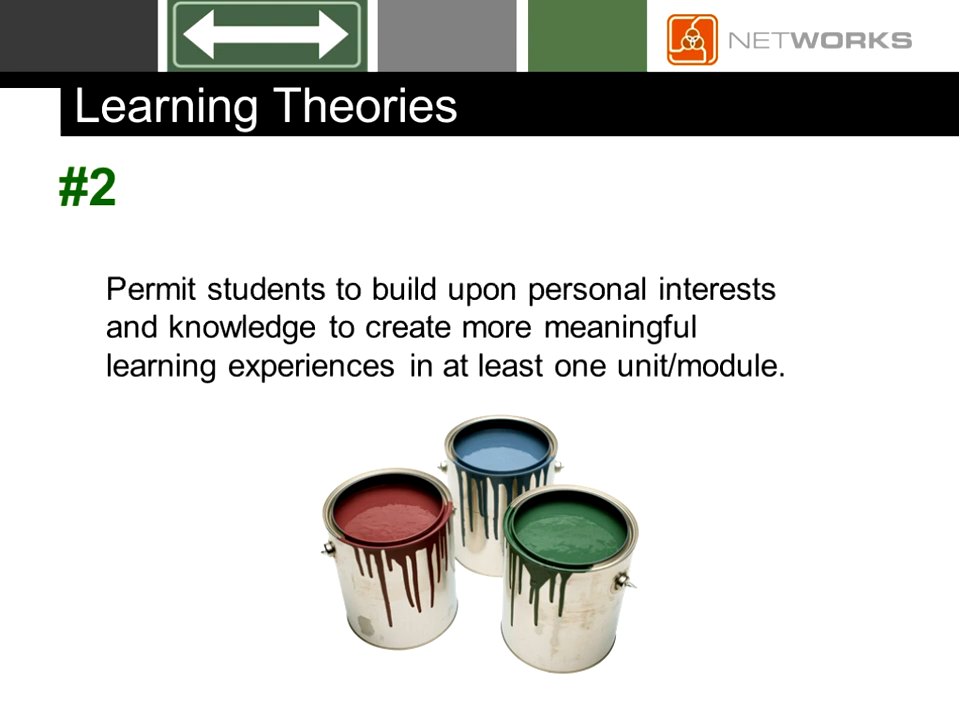 NETWORKS
Learning Theories
#2
Permit students to build upon personal interests
and knowledge to create more meaningful
learning experiences in at least one unit/module.